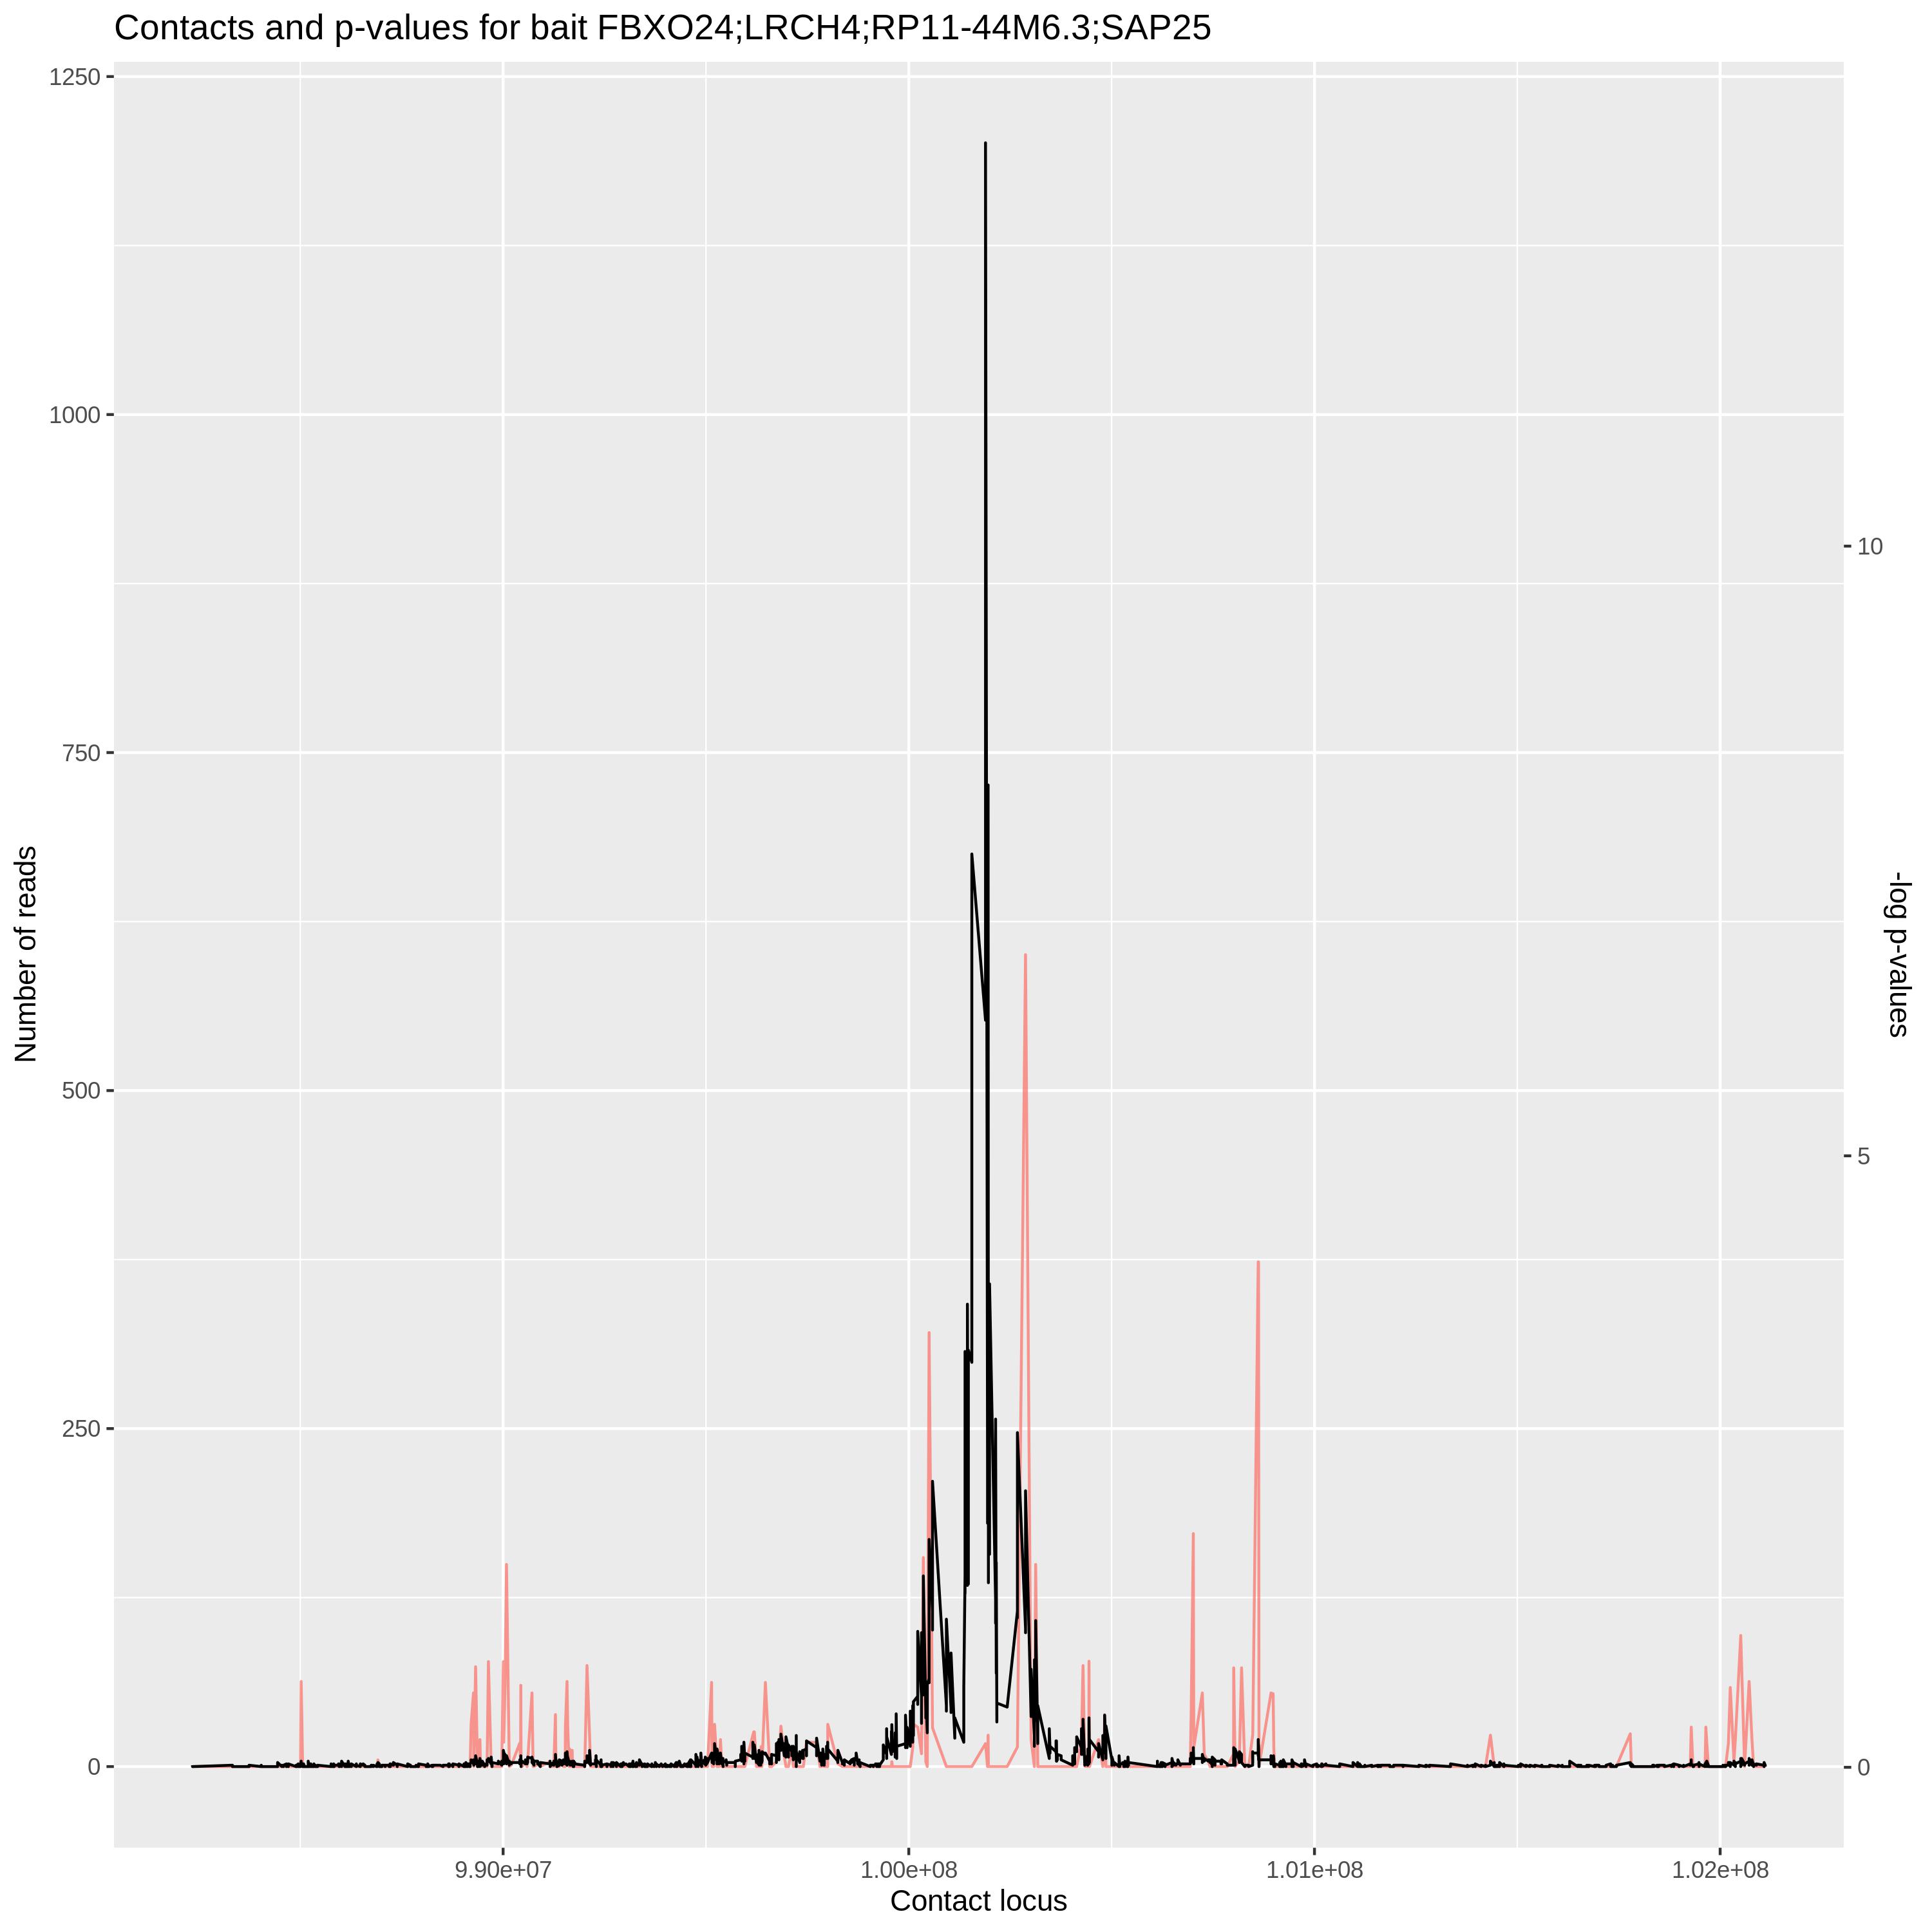 Contacts and p-values for bait FBXO24;LRCH4;RP11-44M6.3;SAP25
1250
1000
750
500
250
0
Number of reads
10
5
0
-log p-values
9.90e+07
1.00e+08
1.01e+08
1.02e+08
Contact locus